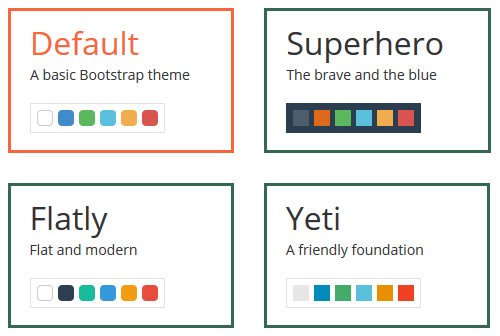 Default
A basic Bootstrap theme
Superhero
The brave and the blue
Flatly
Flat and modern
Yeti
A friendly foundation